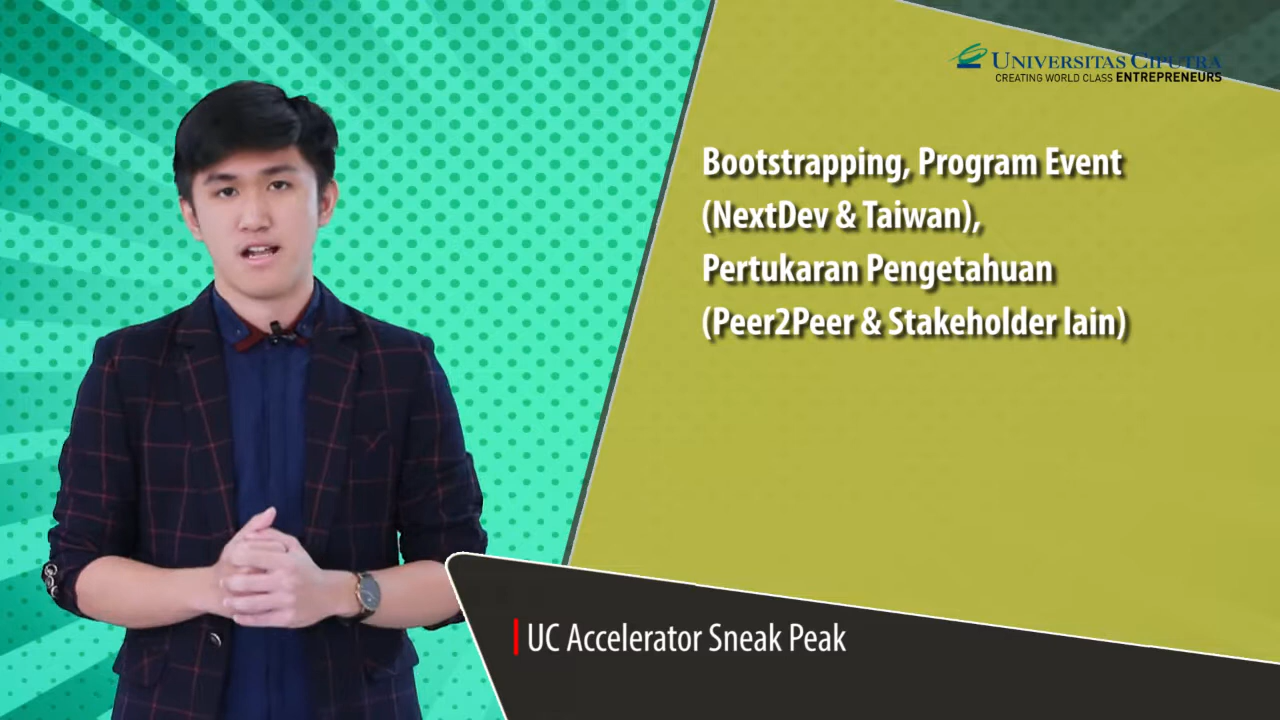 UNIVERSITAS CIPUTRA
CREATING WORLD CLASS ENTREPRENEURS
Bootstrapping, Program Event
(NextDev & Taiwan),
Pertukaran Pengetahuan
(Peer2Peer & Stakeholder lain)
UC Accelerator Sneak Peak